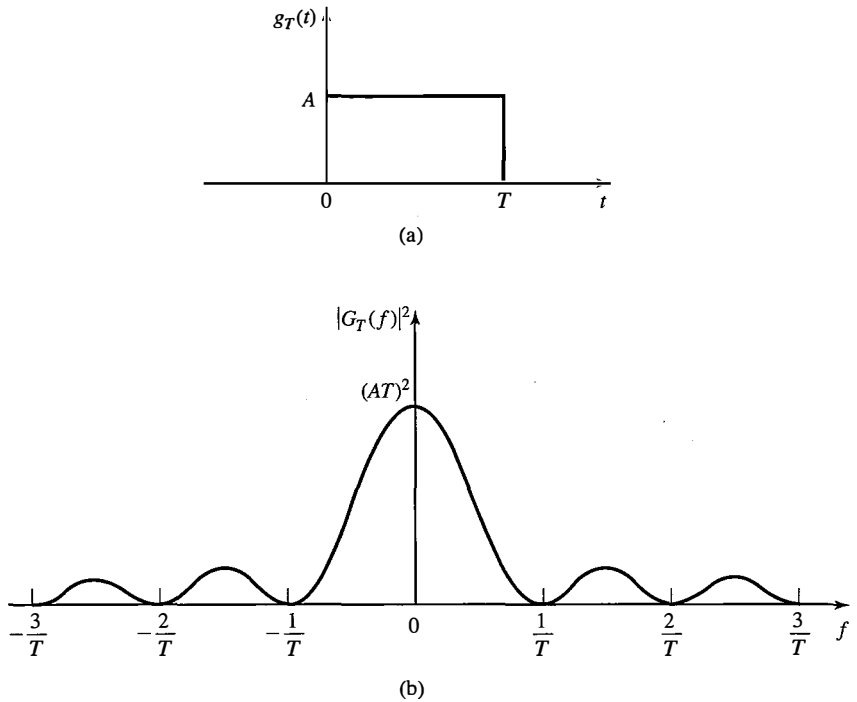 g_T(t)
A
0
T
t
(a)
|G_T(f)|^2
(AT)^2
-3/T
-2/T
-1/T
0
1/T
2/T
3/T
f
(b)